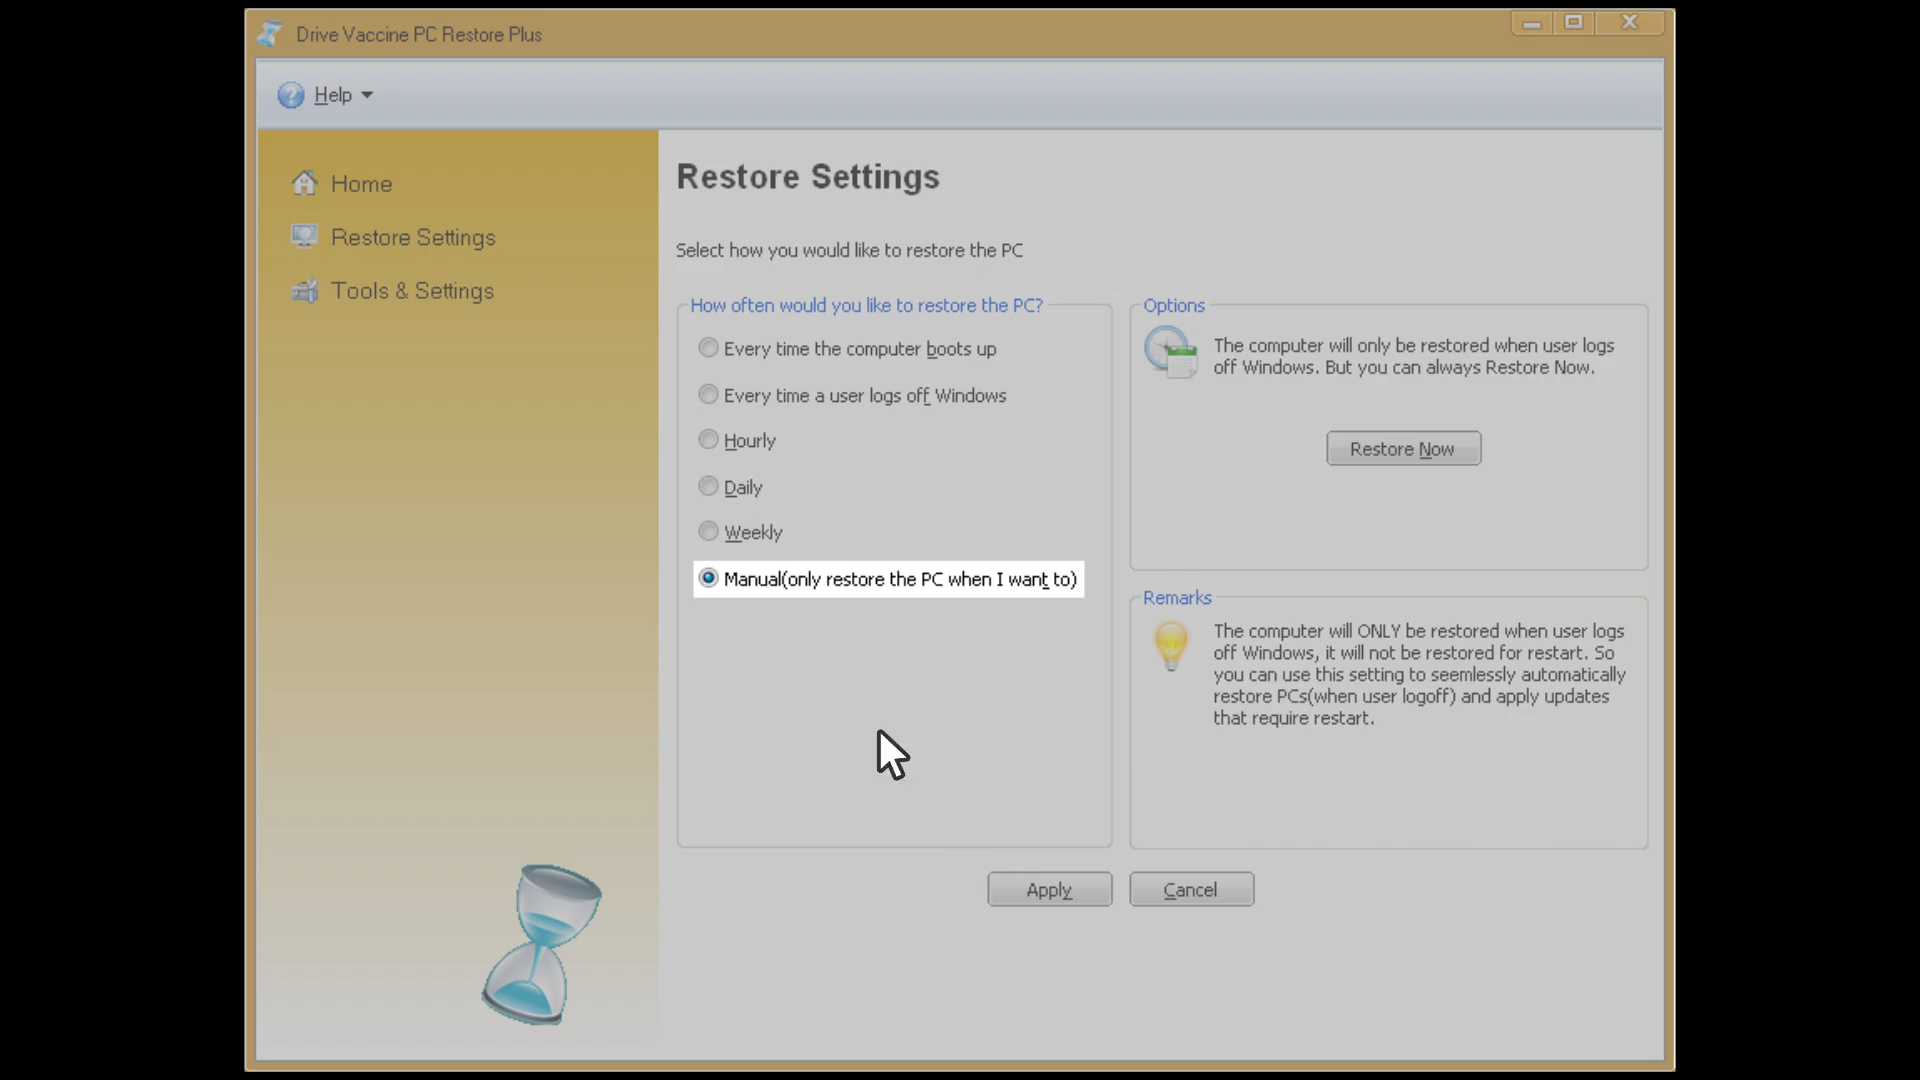 Drive Vaccine PC Restore Plus
Help
Home
Restore Settings
Tools & Settings
Restore Settings
Select how you would like to restore the PC
How often would you like to restore the PC?
Every time the computer boots up
Every time a user logs off Windows
Hourly
Daily
Weekly
Manual(only restore the PC when I want to)
Options
The computer will only be restored when user logs
off Windows. But you can always Restore Now.
Restore Now
Remarks
The computer will ONLY be restored when user logs
off Windows, it will not be restored for restart. So
you can use this setting to seemlessly automatically
restore PCs(when user logoff) and apply updates
that require restart.
Apply
Cancel